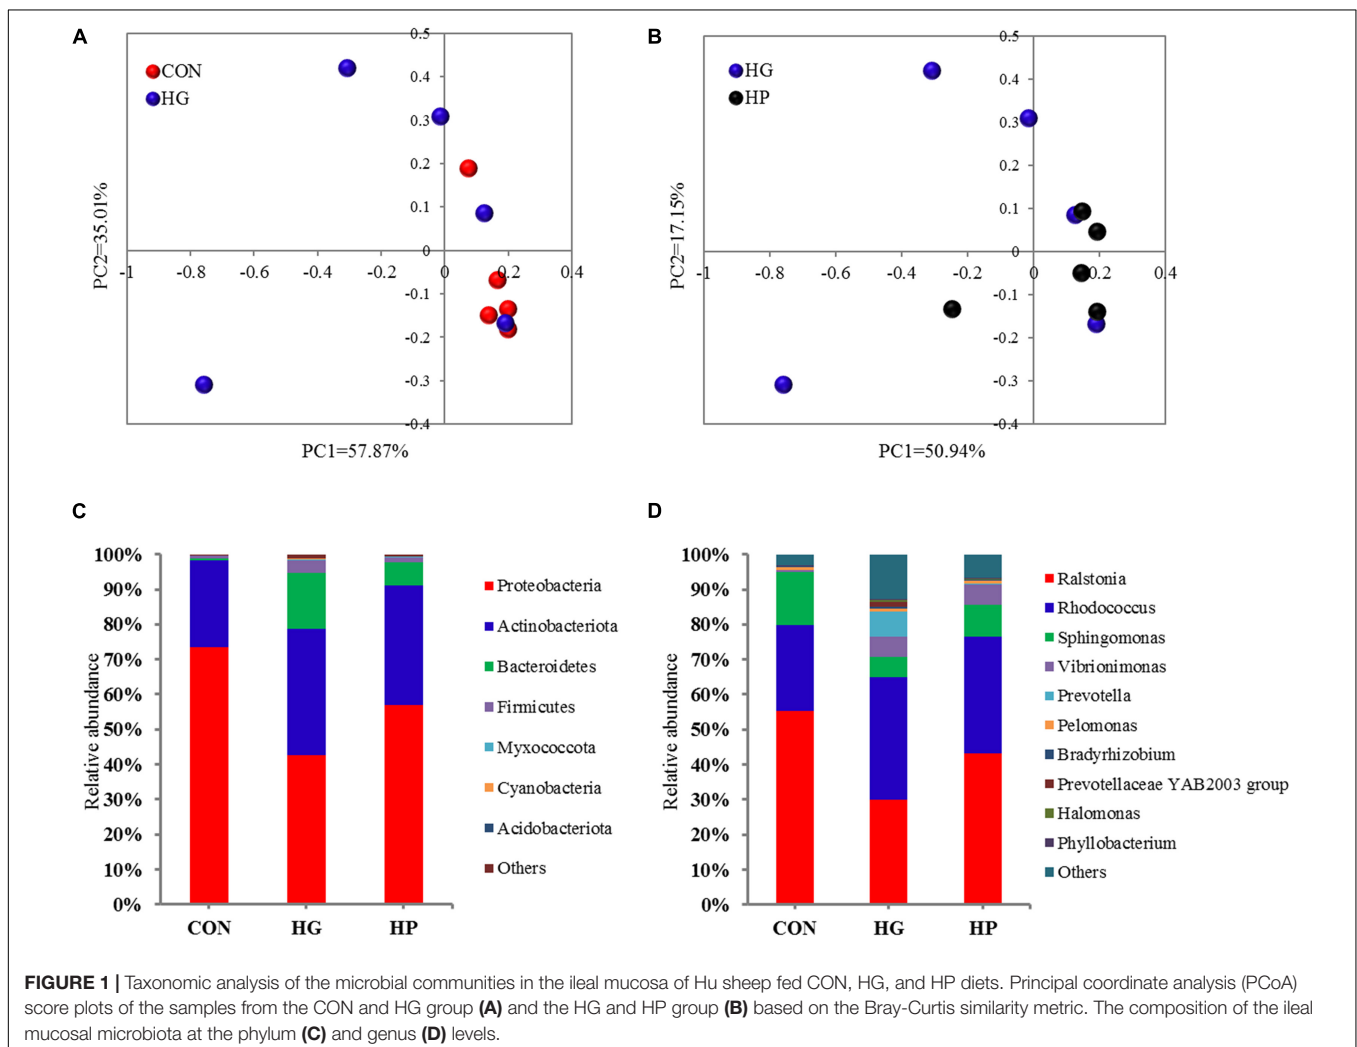 A
CON
HG
0.5
0.4
0.3
0.2
0.1
0
-0.1
-0.2
-0.3
-0.4
-1
-0.8
-0.6
-0.4
-0.2
0
0.2
0.4
PC2=35.01%
PC1=57.87%
B
HG
HP
0.5
0.4
0.3
0.2
0.1
0
-0.1
-0.2
-0.3
-0.4
-1
-0.8
-0.6
-0.4
-0.2
0
0.2
0.4
PC2=17.15%
PC1=50.94%
C
100%
90%
80%
70%
60%
50%
40%
30%
20%
10%
0%
Relative abundance
CON HG HP
Proteobacteria
Actinobacteriota
Bacteroidetes
Firmicutes
Myxococcota
Cyanobacteria
Acidobacteriota
Others
D
100%
90%
80%
70%
60%
50%
40%
30%
20%
10%
0%
Relative abundance
CON HG HP
Ralstonia
Rhodococcus
Sphingomonas
Vibrionimonas
Prevotella
Pelomonas
Bradyrhizobium
Prevotellaceae YAB2003 group
Halomonas
Phyllobacterium
Others
FIGURE 1 | Taxonomic analysis of the microbial communities in the ileal mucosa of Hu sheep fed CON, HG, and HP diets. Principal coordinate analysis (PCoA)
score plots of the samples from the CON and HG group (A) and the HG and HP group (B) based on the Bray-Curtis similarity metric. The composition of the ileal
mucosal microbiota at the phylum (C) and genus (D) levels.